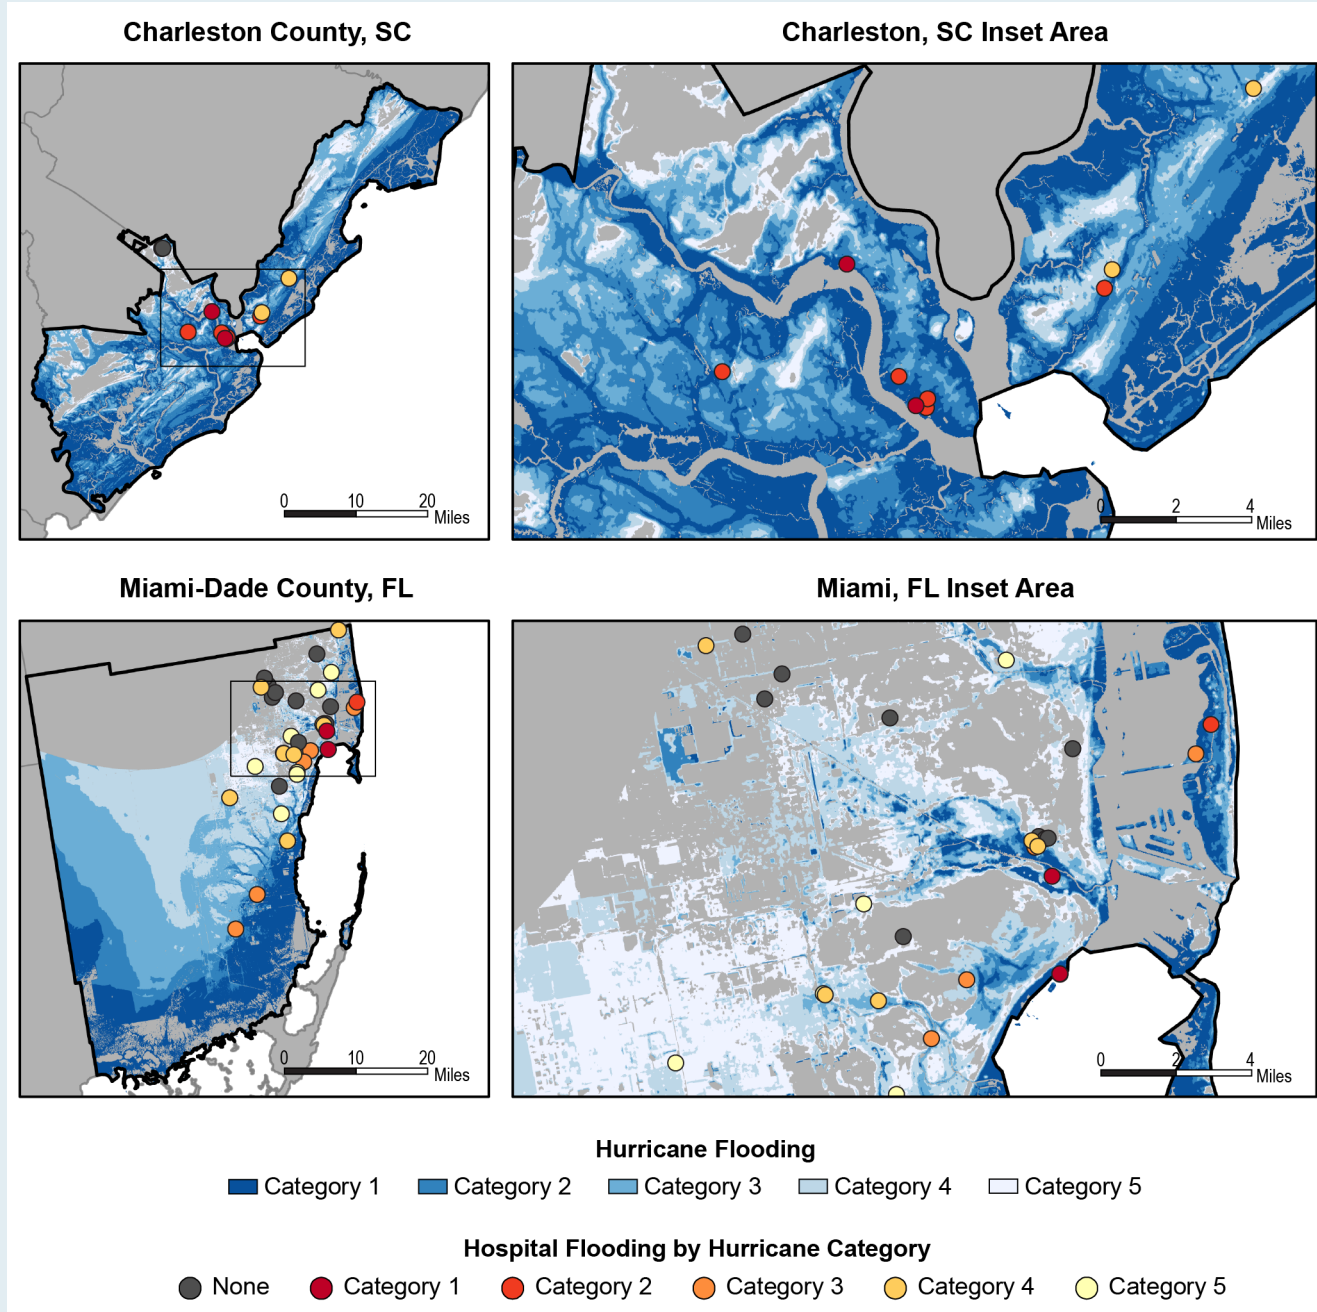 Charleston County, SC
Charleston, SC Inset Area
0 10 20 Miles
0 2 4 Miles
Miami-Dade County, FL
Miami, FL Inset Area
0 10 20 Miles
0 2 4 Miles
Hurricane Flooding
Category 1 Category 2 Category 3 Category 4 Category 5
Hospital Flooding by Hurricane Category
None Category 1 Category 2 Category 3 Category 4 Category 5